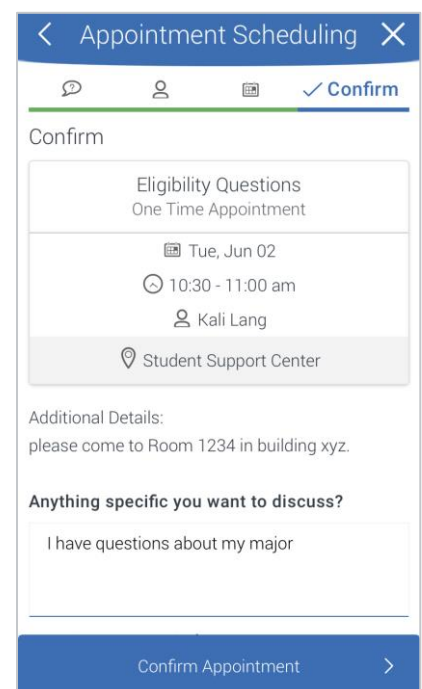 Appointment Scheduling
Confirm
Confirm
Eligibility Questions
One Time Appointment
Tue, Jun 02
10:30 - 11:00 am
Kali Lang
Student Support Center
Additional Details:
please come to Room 1234 in building xyz.
Anything specific you want to discuss?
I have questions about my major
Confirm Appointment